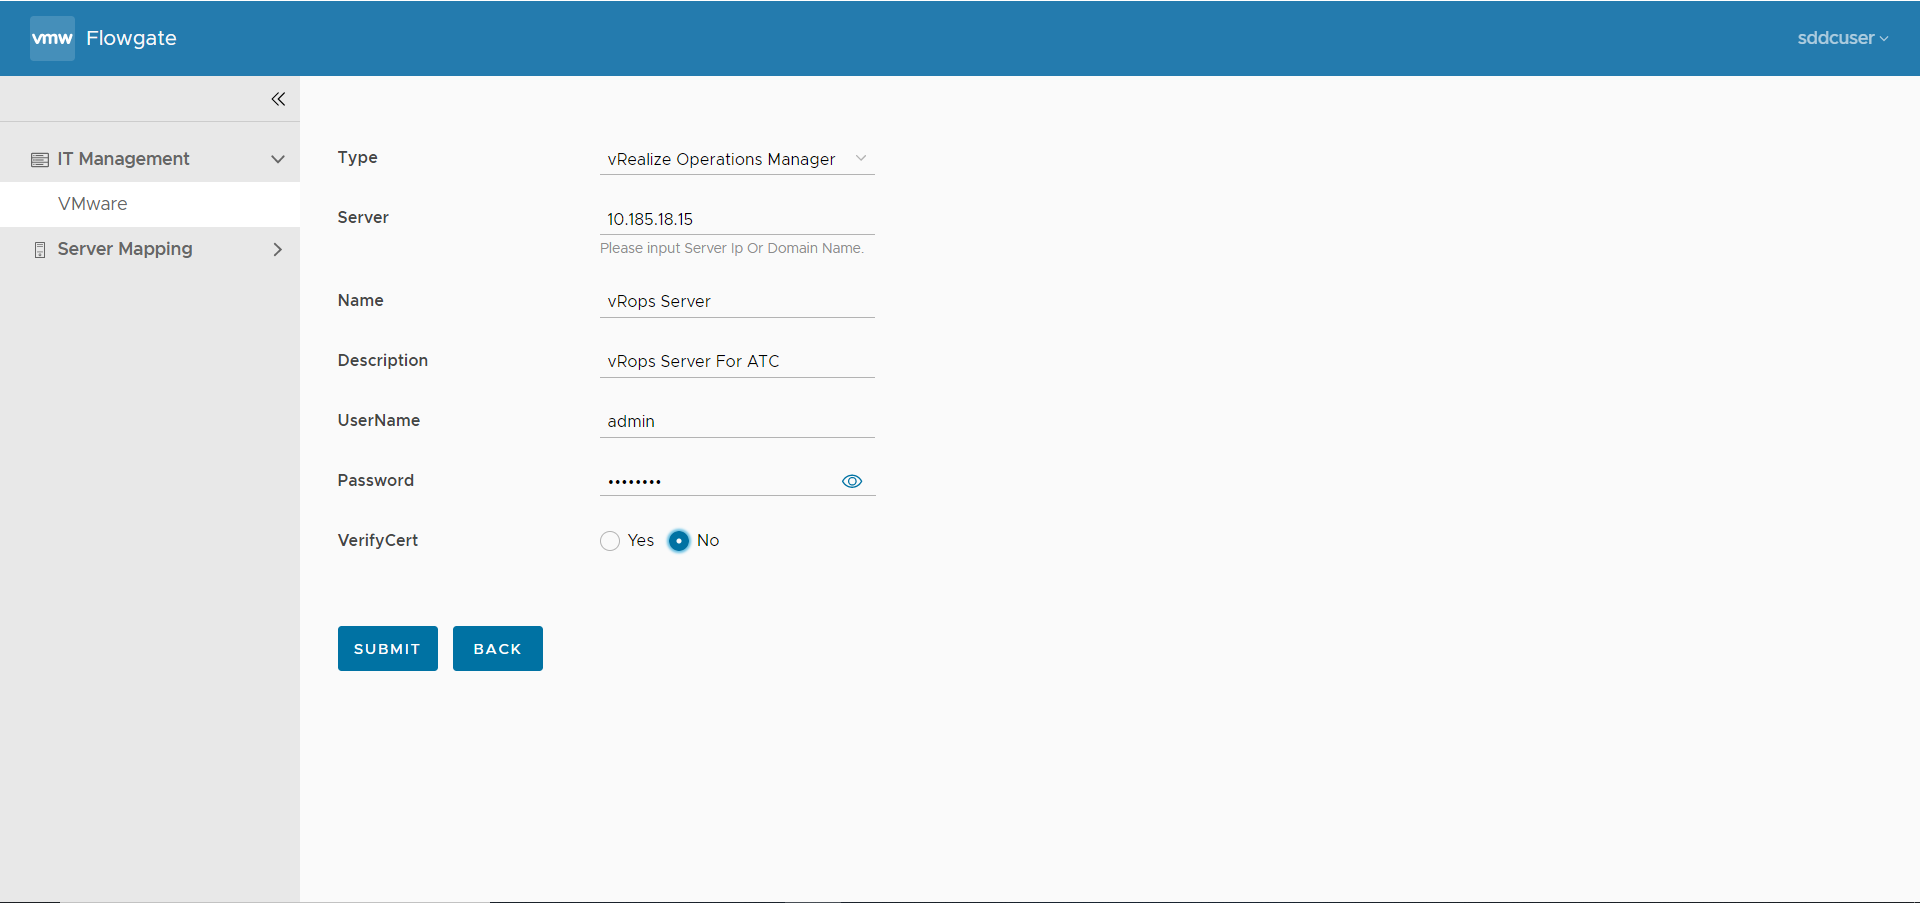 vmw Flowgate
sddcuser
IT Management
VMware
Server Mapping
Type vRealize Operations Manager
Server 10.185.18.15
Please input Server Ip Or Domain Name.
Name vRops Server
Description vRops Server For ATC
UserName admin
Password ••••••••
VerifyCert Yes No
SUBMIT BACK